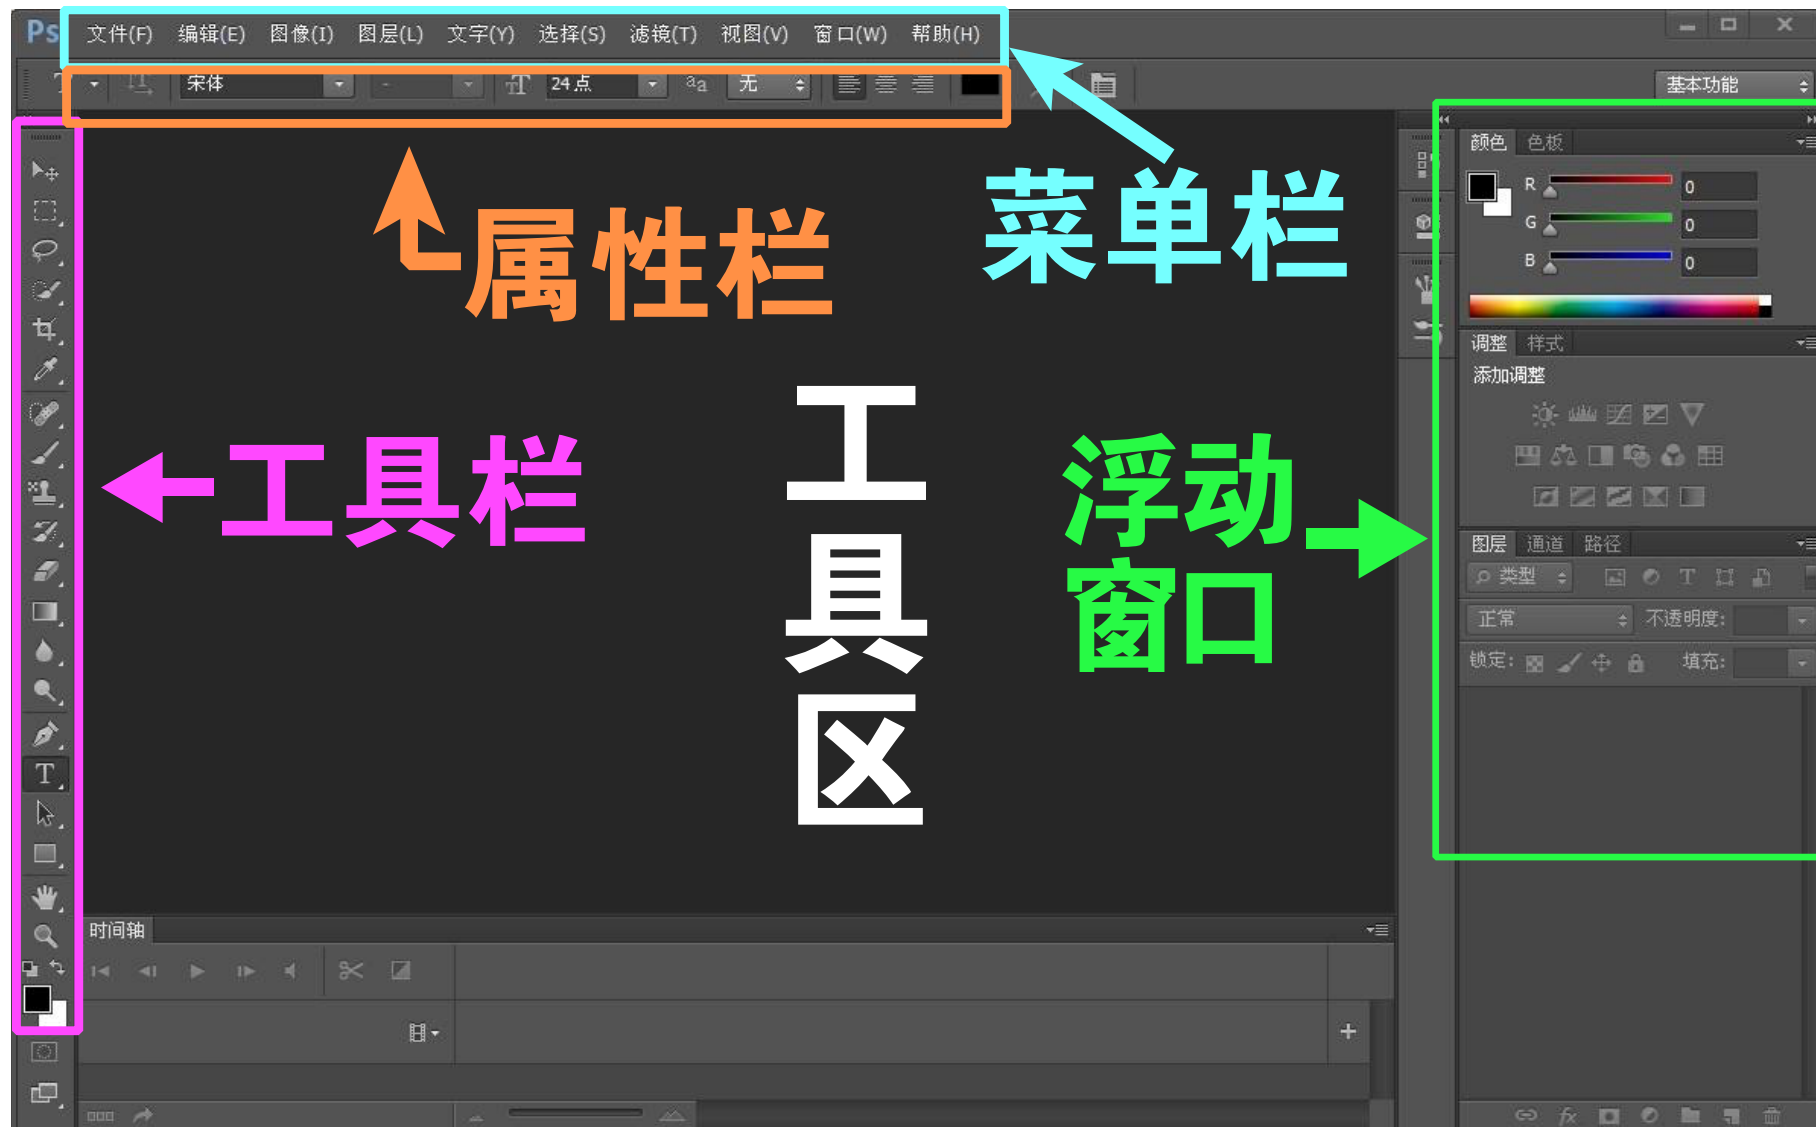 Ps 文件(F) 编辑(E) 图像(I) 图层(L) 文字(Y) 选择(S) 滤镜(T) 视图(V) 窗口(W) 帮助(H)
宋体 - 24 点 aa 无 基本功能
颜色 色板
R 0
G 0
B 0
菜单栏
属性栏
调整 样式
添加调整
工具栏
工具区
浮动
窗口
图层 通道 路径
类型
正常 不透明度:
锁定: 填充:
时间轴